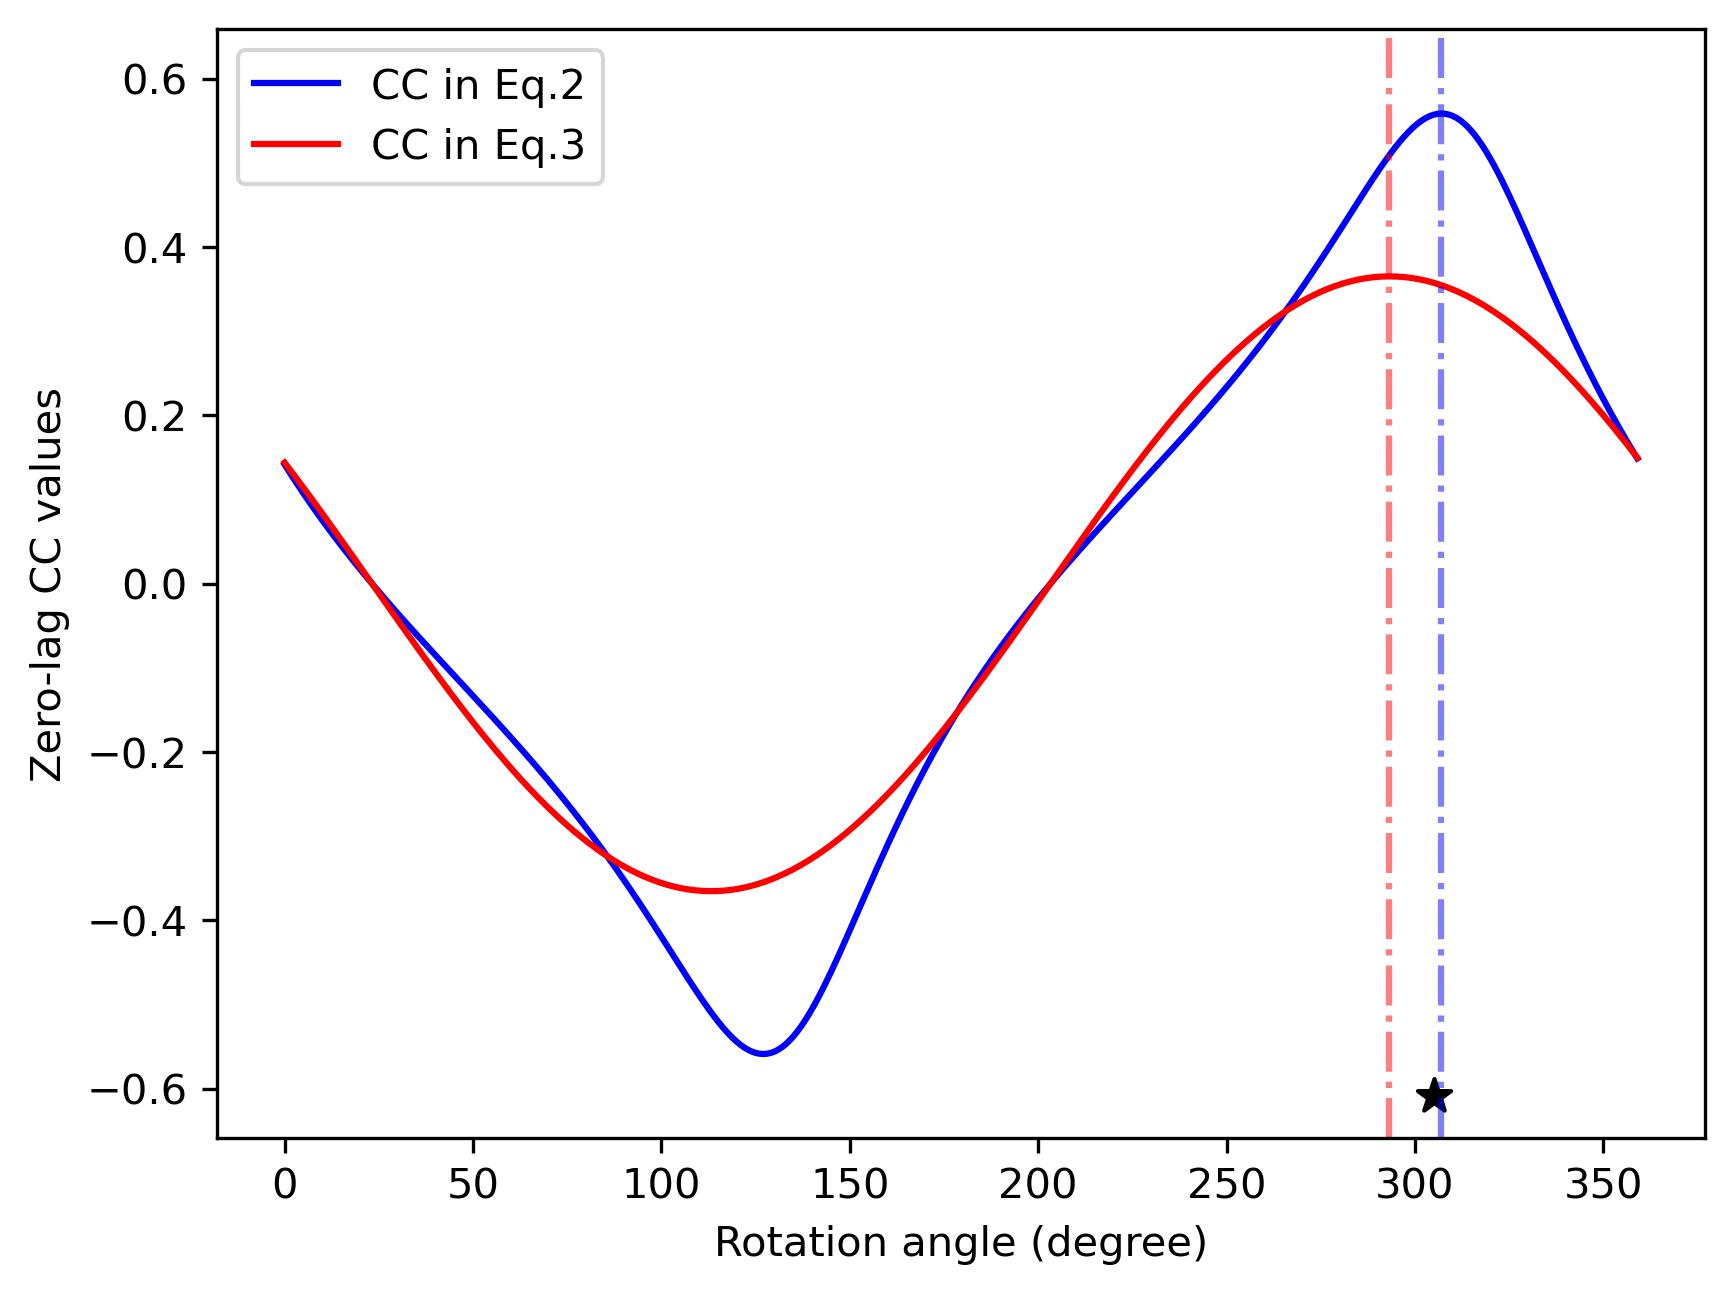 CC in Eq.2
CC in Eq.3
Zero-lag CC values
0.6
0.4
0.2
0.0
−0.2
−0.4
−0.6
0 50 100 150 200 250 300 350
Rotation angle (degree)